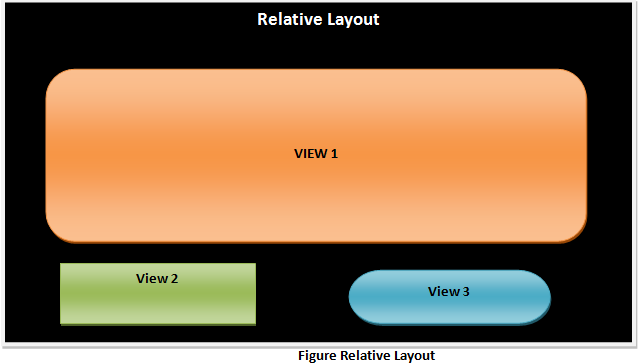 Relative Layout
VIEW 1
View 2
View 3
Figure Relative Layout